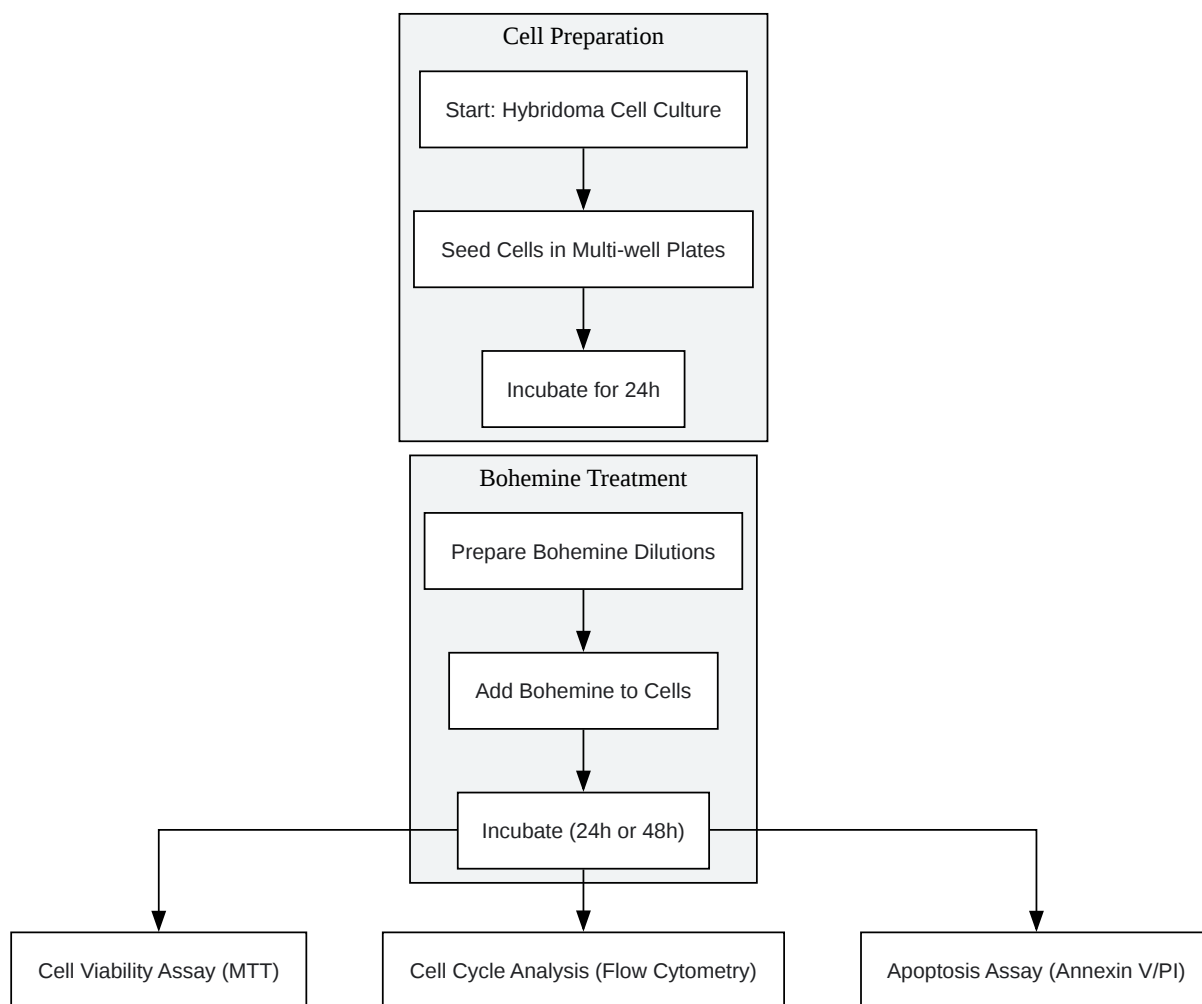 Cell Preparation
Start: Hybridoma Cell Culture
Seed Cells in Multi-well Plates
Incubate for 24h
Bohemine Treatment
Prepare Bohemine Dilutions
Add Bohemine to Cells
Incubate (24h or 48h)
Cell Viability Assay (MTT)
Cell Cycle Analysis (Flow Cytometry)
Apoptosis Assay (Annexin V/PI)